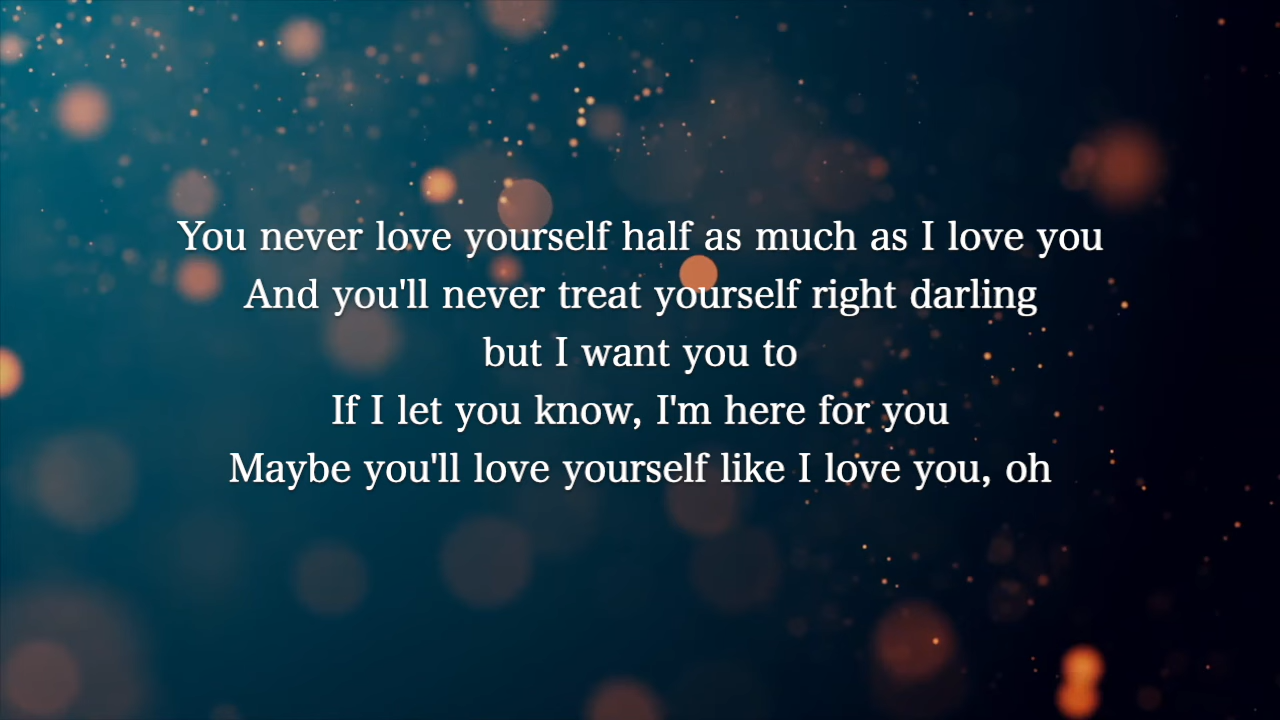 You never love yourself half as much as I love you
And you'll never treat yourself right darling
but I want you to
If I let you know, I'm here for you
Maybe you'll love yourself like I love you, oh